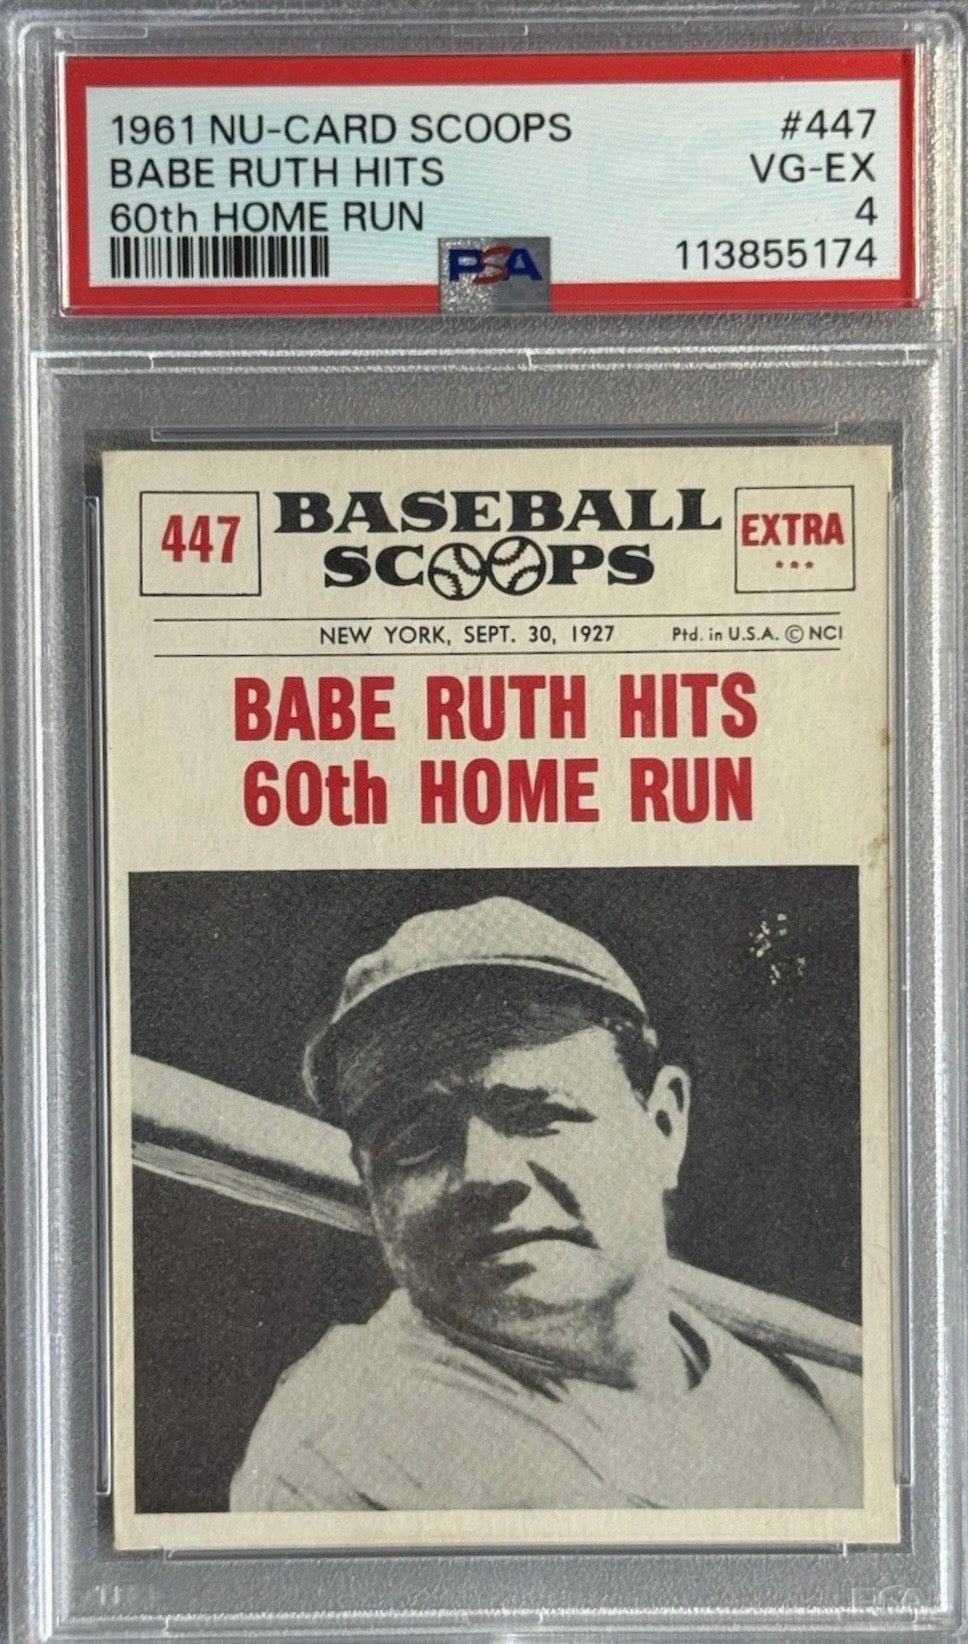 1961 NU-CARD SCOOPS #447
BABE RUTH HITS VG-EX
60th HOME RUN 4
PSA 113855174
447 BASEBALL EXTRA
SCOOPS
NEW YORK, SEPT. 30, 1927 Ptd. in U.S.A. © NCI
BABE RUTH HITS
60th HOME RUN
PSA